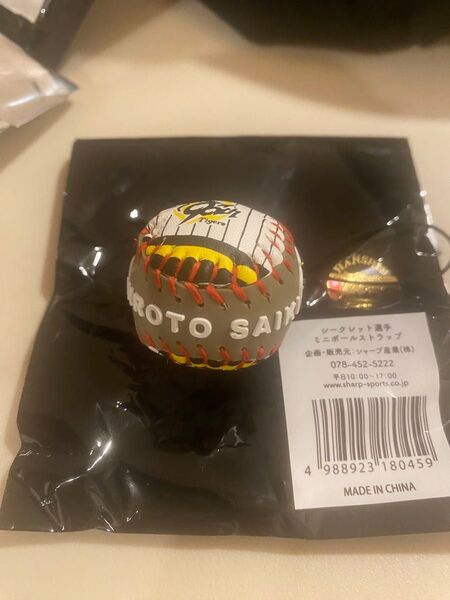 Tigers
ROTO SAIK
HANSHIN
シークレット選手
ミニボールストラップ
企画・販売元:シャープ産業(株)
078-452-5222
平日10:00~17:00
www.sharp-sports.co.jp
4 988923 180459
MADE IN CHINA